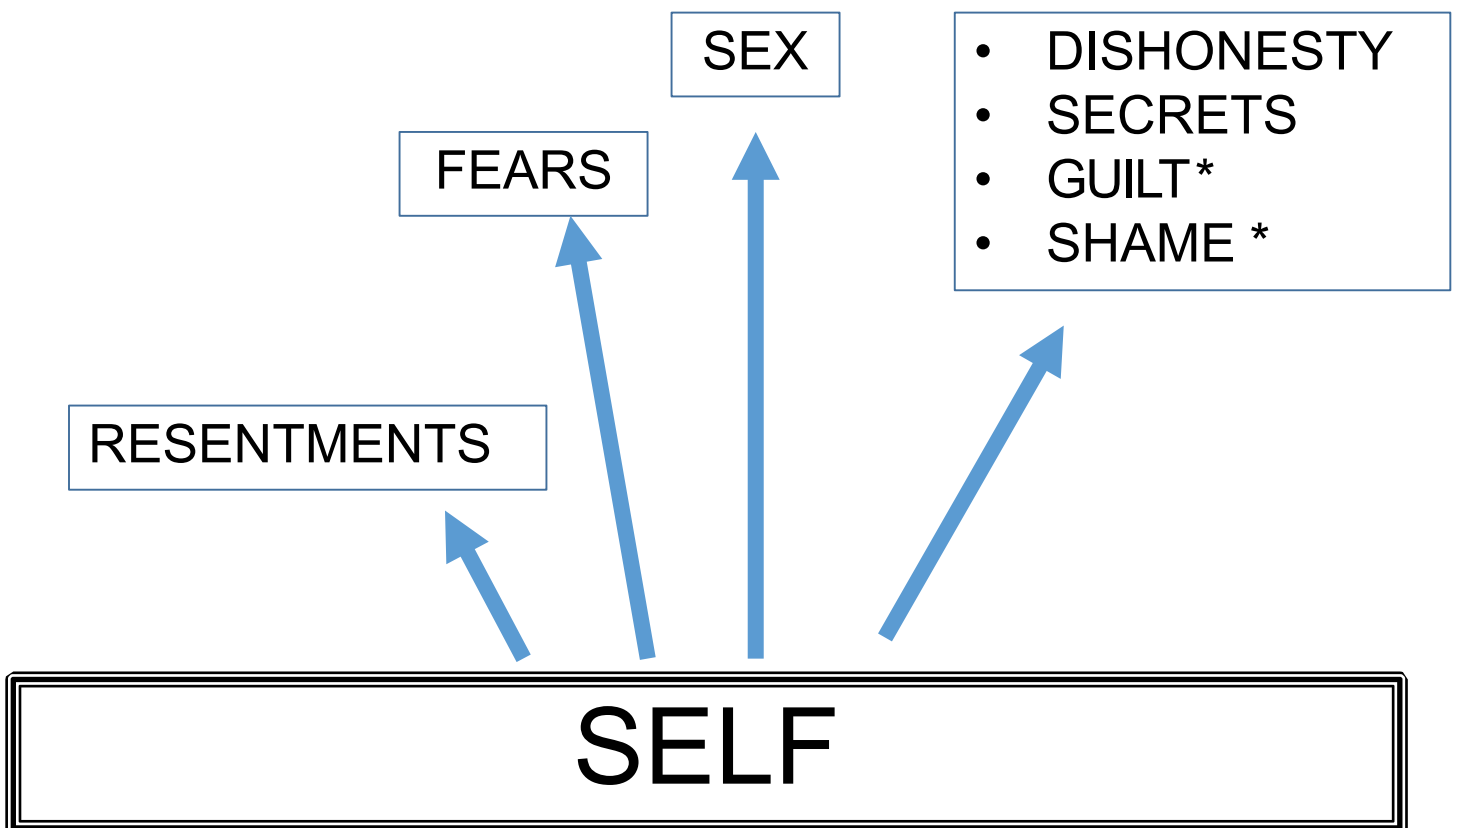 SEX
• DISHONESTY
• SECRETS
• GUILT*
• SHAME *
FEARS
RESENTMENTS
SELF